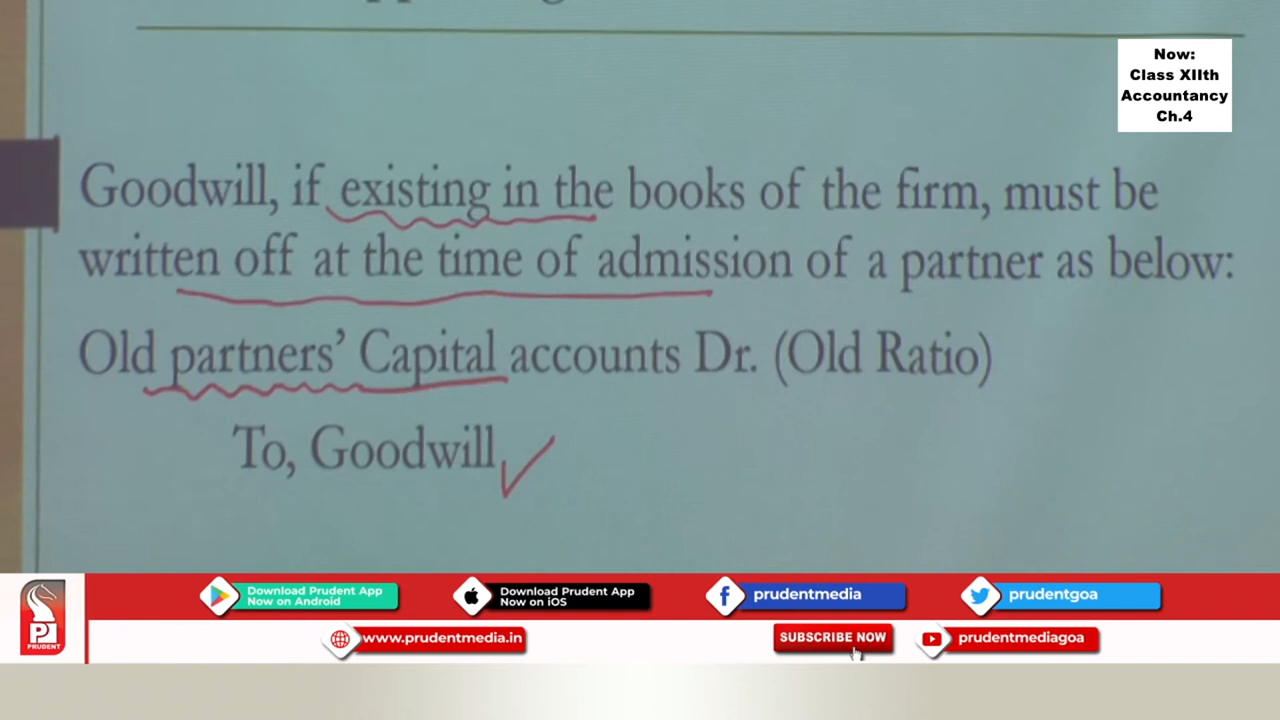 Now:
Class XIIth
Accountancy
Ch.4
Goodwill, if existing in the books of the firm, must be
written off at the time of admission of a partner as below:
Old partners' Capital accounts Dr. (Old Ratio)
To, Goodwill
Download Prudent App
Now on Android
Download Prudent App
Now on iOS
prudentmedia
prudentgoa
PRUDENT
www.prudentmedia.in
SUBSCRIBE NOW
prudentmediagoa